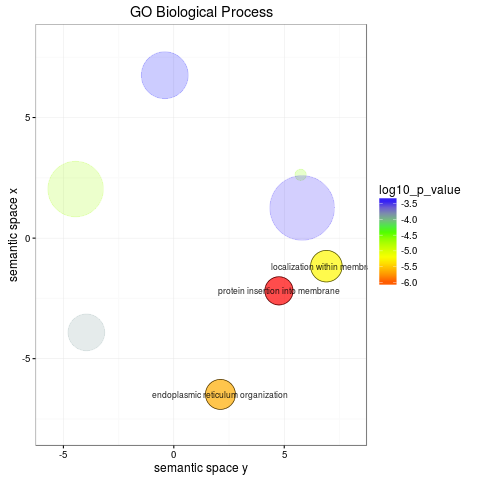 GO Biological Process
5
0
-5
semantic space x
localization within membr
protein insertion into membrane
endoplasmic reticulum organization
-5
0
5
semantic space y
log10_p_value
-3.5
-4.0
-4.5
-5.0
-5.5
-6.0